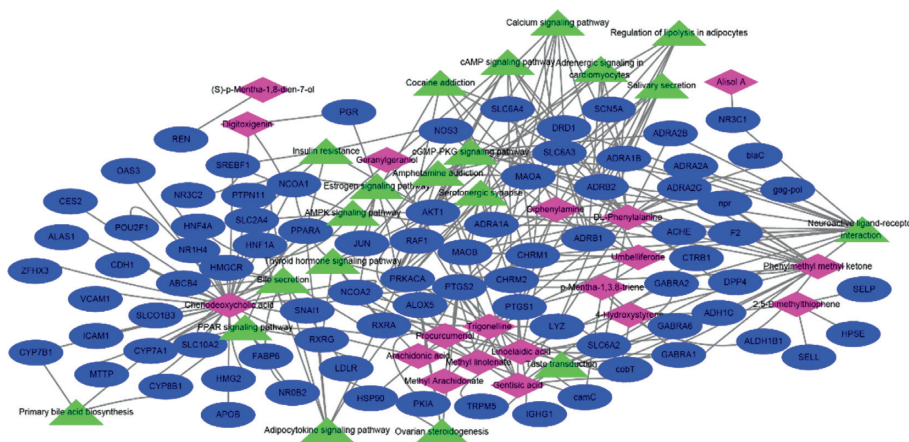 Calcium signaling pathway
Regulation of lipolysis in adipocytes
cAMP signaling pathway
Adrenergic signaling in
cardiomyocytes
Cocaine addiction
Salivary secretion
Alisol A
(S)-p-Mentha-1,8-dien-7-ol
PGR
SLC6A4
SCN5A
NR3C1
Digitoxigenin
REN
NOS3
DRD1
ADRA2B
blaC
Insulin resistance
cGMP-PKG signaling pathway
SLC6A3
ADRA1B
ADRA2A
OAS3
SREBF1
Geranylgeraniol
MAOA
gag-pol
NR3C2
PTPN11
NCOA1
Estrogen signaling pathway
Amphetamine addiction
Serotonergic synapse
ADRB2
ADRA2C
npr
CES2
SLC2A4
PPARA
AKT1
ADRA1A
Diphenylamine
DL-Phenylalanine
POU2F1
HNF4A
AMPK signaling pathway
Neuroactive ligand-recepto
interaction
ALAS1
NR1H4
HNF1A
JUN
RAF1
MAOB
CHRM1
ADRB1
ACHE
F2
ZFHX3
CDH1
HMGCR
Thyroid hormone signaling pathway
Umbelliferone
CTRB1
Phenylmethyl methyl ketone
ABCB4
Bile secretion
NCOA2
PRKACA
PTGS2
CHRM2
p-Mentha-1,3,8-triene
GABRA2
DPP4
SELP
VCAM1
Chenodeoxycholic acid
SNAI1
ALOX5
PTGS1
4-Hydroxystyrene
ADH1C
2,5-Dimethylthiophene
SLCO1B3
PPAR signaling pathway
RXRA
Trigonelline
LYZ
GABRA6
HPSE
ICAM1
SLC10A2
RXRG
Procurcumenol
SLC6A2
ALDH1B1
CYP7B1
CYP7A1
FABP6
LDLR
Arachidonic acid
Methyl linolenate
Linoelaidic acid
Taste transduction
GABRA1
SELL
MTTP
CYP8B1
HMG2
NR0B2
HSP90
Methyl Arachidonate
Gentisic acid
cobT
camC
Primary bile acid biosynthesis
APOB
PKIA
TRPM5
IGHG1
Adipocytokine signaling pathway
Ovarian steroidogenesis